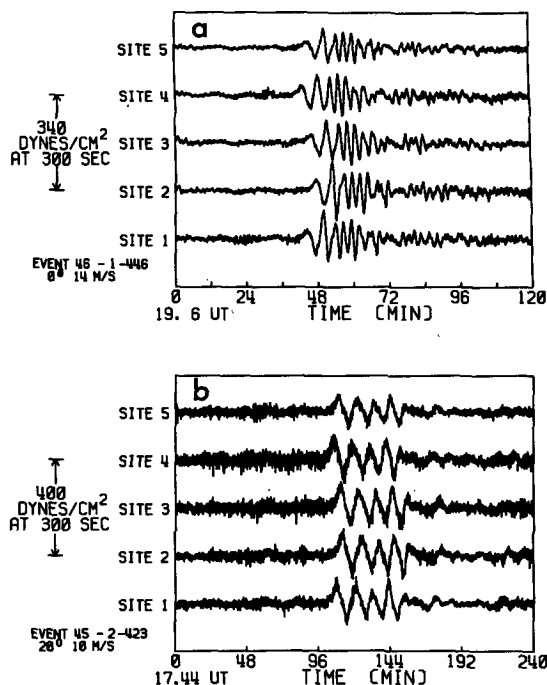 a
SITE 5
SITE 4
340
DYNES/CM²
AT 300 SEC
SITE 3
SITE 2
SITE 1
EVENT 46 - 1 -446
0° 14 M/S
0 24 48 72 96 120
19. 6 UT TIME (MIN)
b
SITE 5
SITE 4
400
DYNES/CM²
AT 300 SEC
SITE 3
SITE 2
SITE 1
EVENT 45 - 2 -423
20° 10 M/S
0 48 96 144 192 240
17.44 UT TIME (MIN)